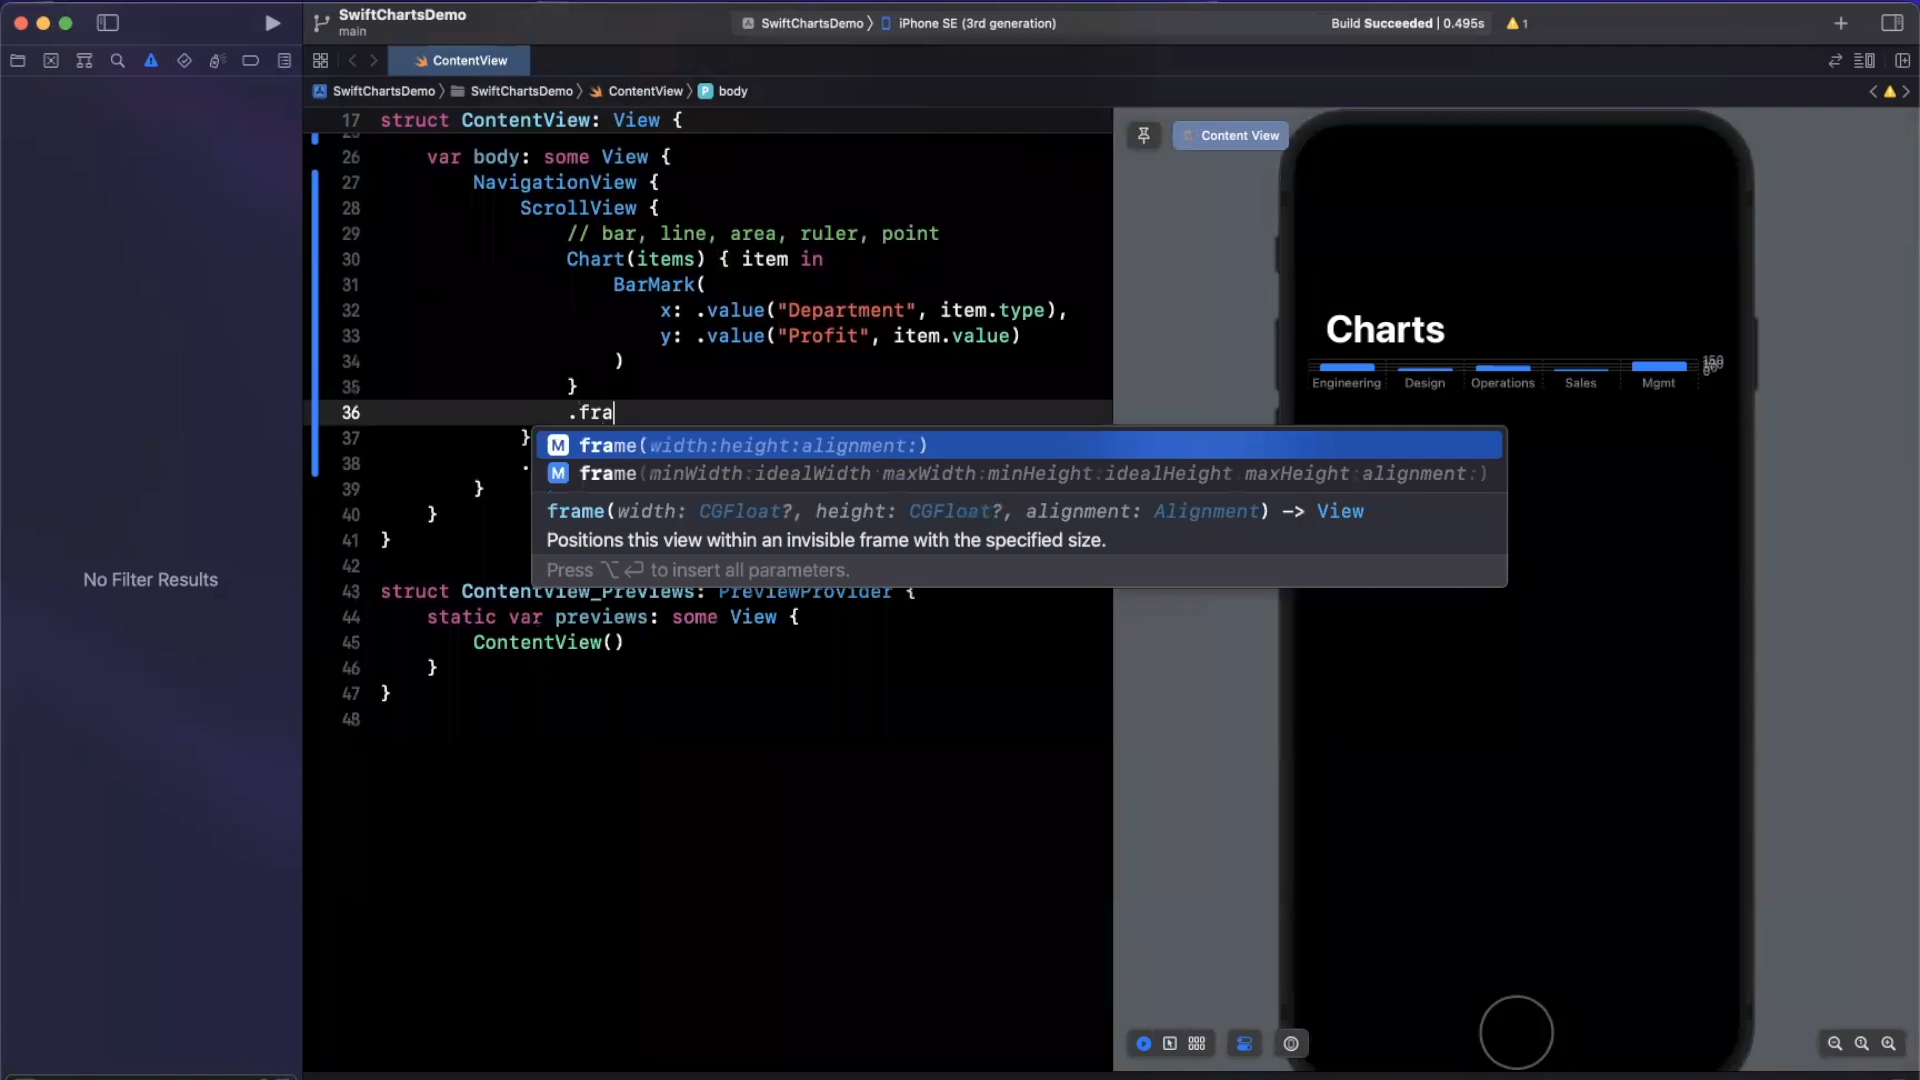 SwiftChartsDemo
main
SwiftChartsDemo 〉 iPhone SE (3rd generation)
Build Succeeded | 0.495s
1
ContentView
SwiftChartsDemo 〉 SwiftChartsDemo 〉 ContentView 〉 P body
17 struct ContentView: View {
26 var body: some View {
27 NavigationView {
28 ScrollView {
29 // bar, line, area, ruler, point
30 Chart(items) { item in
31 BarMark(
32 x: .value("Department", item.type),
33 y: .value("Profit", item.value)
34 )
35 }
36 .fra
37 }
38 .
39 }
40 }
41 }
42
43 struct ContentView_Previews: PreviewProvider {
44 static var previews: some View {
45 ContentView()
46 }
47 }
48
M frame(width:height:alignment:)
M frame(minWidth:idealWidth:maxWidth:minHeight:idealHeight:maxHeight:alignment:)
frame(width: CGFloat?, height: CGFloat?, alignment: Alignment) -> View
Positions this view within an invisible frame with the specified size.
Press ⌥⏎ to insert all parameters.
No Filter Results
Content View
Charts
150
Engineering Design Operations Sales Mgmt